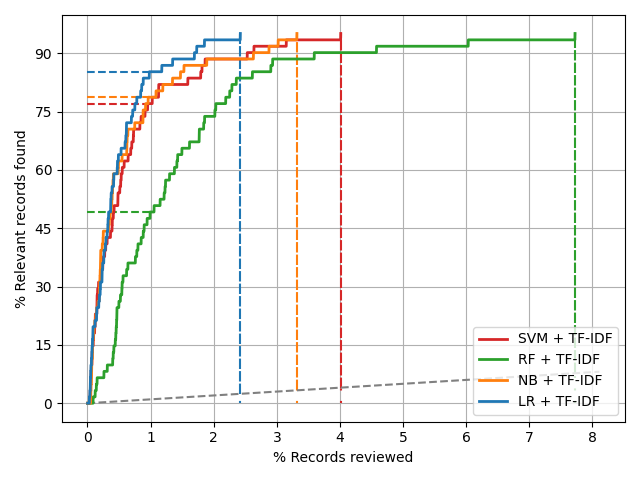 % Relevant records found
90
75
60
45
30
15
0
0 1 2 3 4 5 6 7 8
% Records reviewed
SVM + TF-IDF
RF + TF-IDF
NB + TF-IDF
LR + TF-IDF